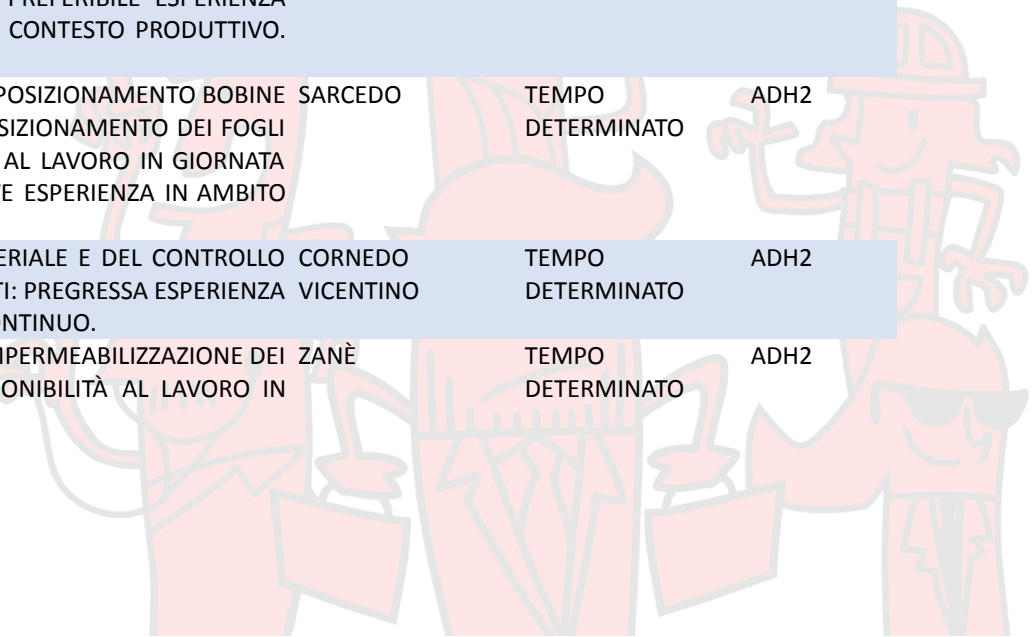 PREFERIBILE ESPERIENZA
CONTESTO PRODUTTIVO.
POSIZIONAMENTO BOBINE SARCEDO TEMPO ADH2
SIZIONAMENTO DEI FOGLI DETERMINATO
AL LAVORO IN GIORNATA
E ESPERIENZA IN AMBITO
ERIALE E DEL CONTROLLO CORNEDO TEMPO ADH2
TI: PREGRESSA ESPERIENZA VICENTINO DETERMINATO
ONTINUO.
MPERMEABILIZZAZIONE DEI ZANÈ TEMPO ADH2
ONIBILITÀ AL LAVORO IN DETERMINATO